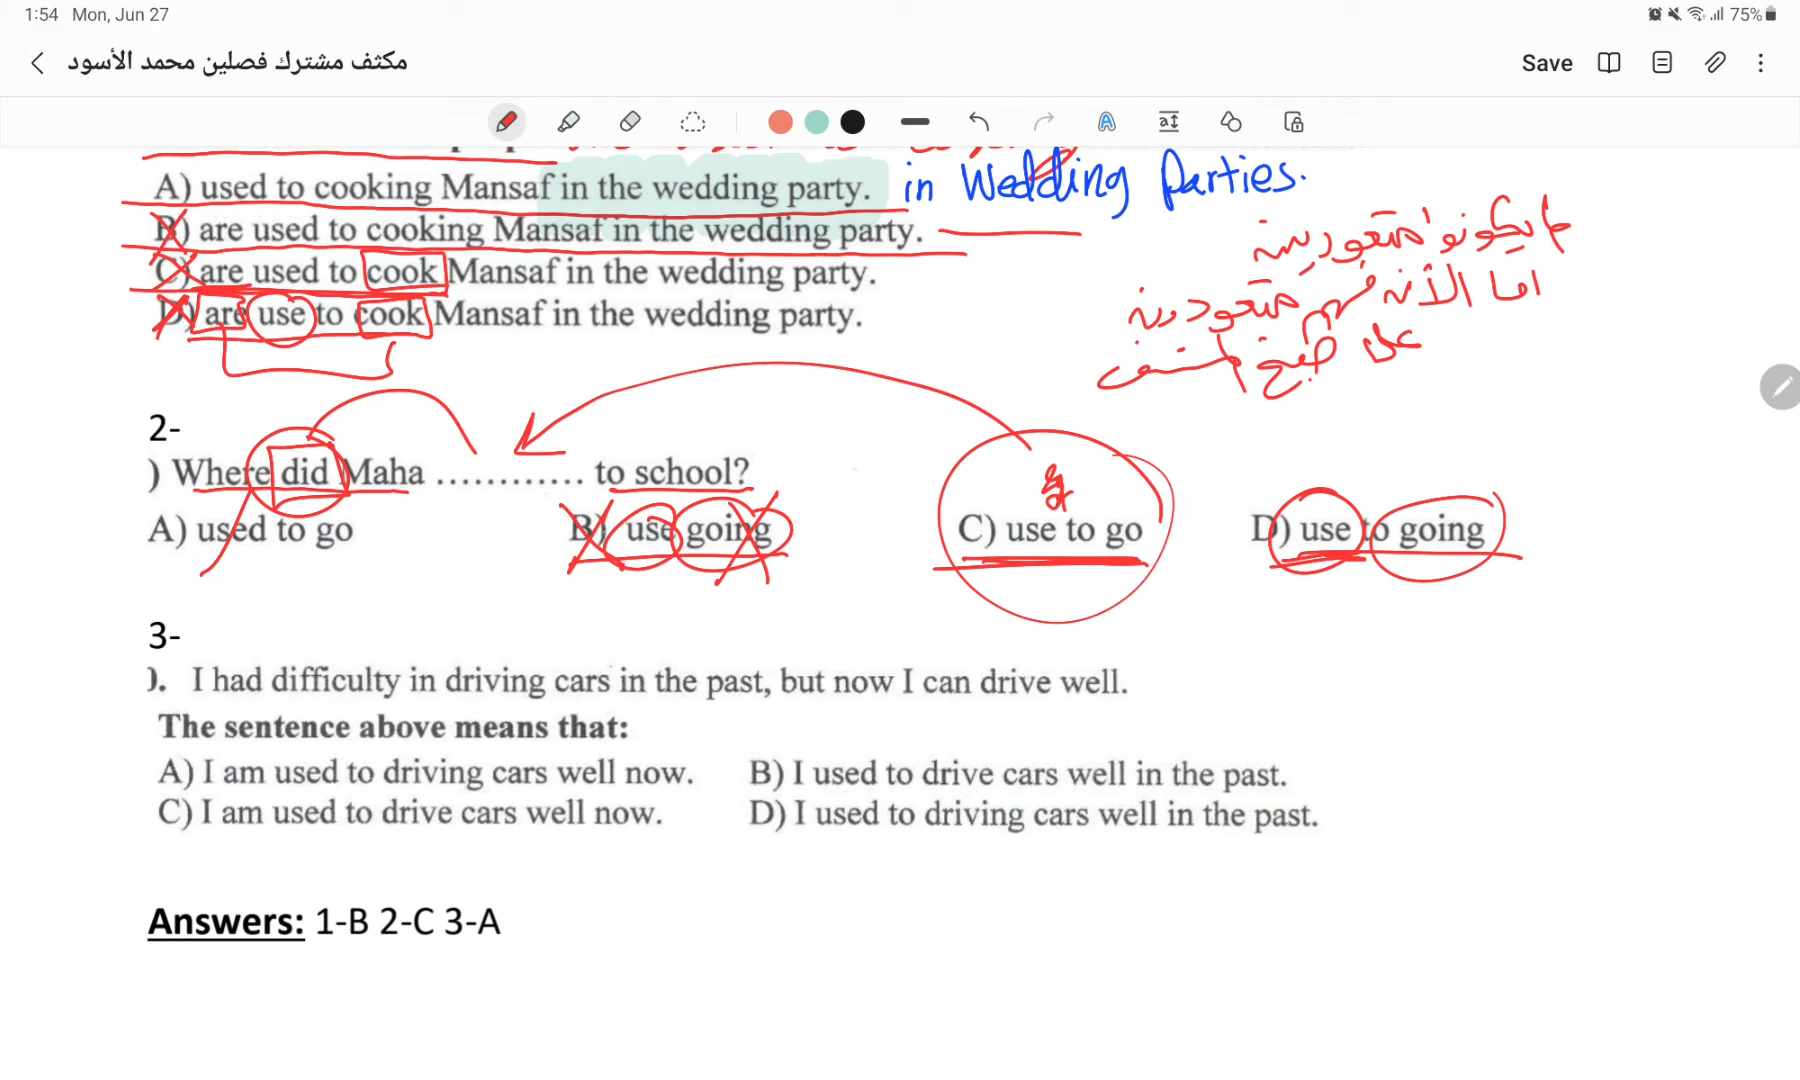 1:54 Mon, Jun 27
75%
مكثف مشترك فصلين محمد الأسود
Save
A) used to cooking Mansaf in the wedding party. in Wedding Parties.
B) are used to cooking Mansaf in the wedding party.
C) are used to cook Mansaf in the wedding party.
D) are use to cook Mansaf in the wedding party.
لم يكونوا متعودين
اما الآن فهم متعودين
على طبخ المنسف
2-
) Where did Maha ............ to school?
A) used to go B) use going C) use to go D) use to going
3-
). I had difficulty in driving cars in the past, but now I can drive well.
The sentence above means that:
A) I am used to driving cars well now. B) I used to drive cars well in the past.
C) I am used to drive cars well now. D) I used to driving cars well in the past.
Answers: 1-B 2-C 3-A